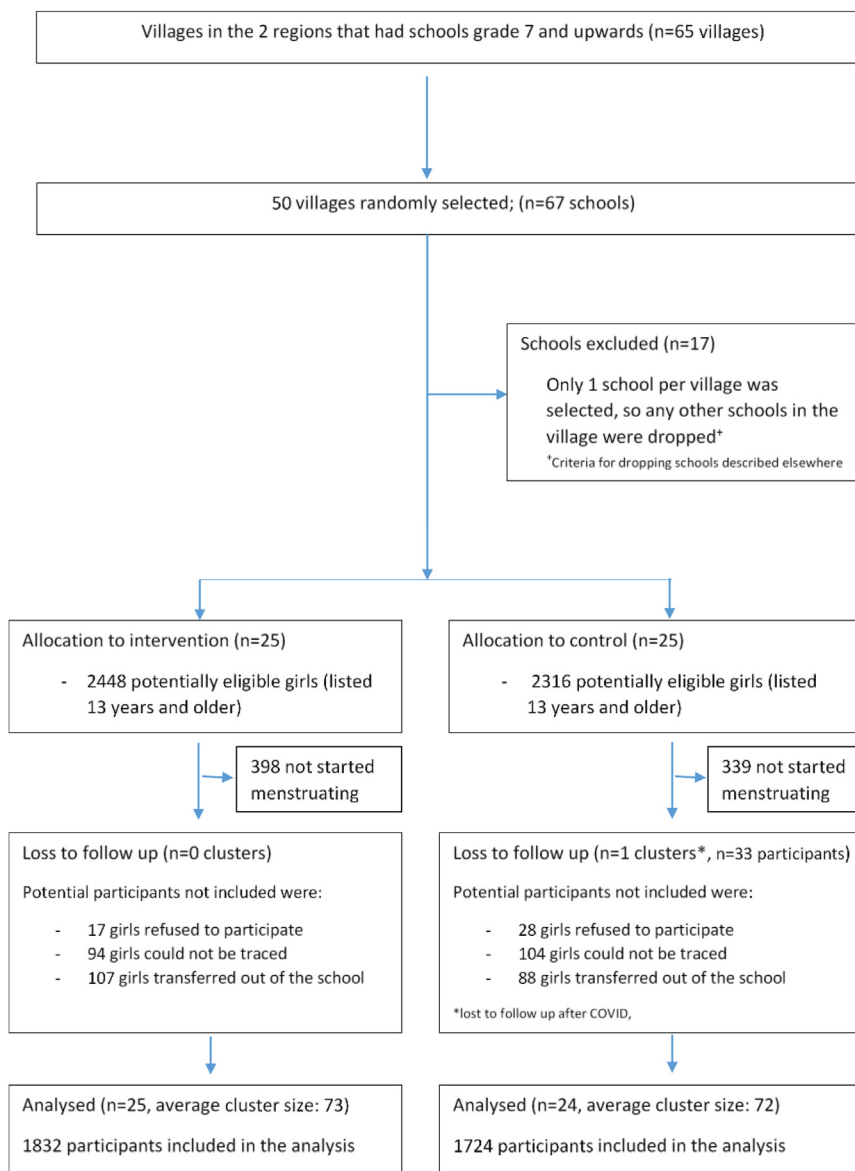 Villages in the 2 regions that had schools grade 7 and upwards (n=65 villages)
50 villages randomly selected; (n=67 schools)
Schools excluded (n=17)
Only 1 school per village was
selected, so any other schools in the
village were dropped⁺
⁺Criteria for dropping schools described elsewhere
Allocation to intervention (n=25)
- 2448 potentially eligible girls (listed
13 years and older)
Allocation to control (n=25)
- 2316 potentially eligible girls (listed
13 years and older)
398 not started
menstruating
339 not started
menstruating
Loss to follow up (n=0 clusters)
Potential participants not included were:
- 17 girls refused to participate
- 94 girls could not be traced
- 107 girls transferred out of the school
Loss to follow up (n=1 clusters*, n=33 participants)
Potential participants not included were:
- 28 girls refused to participate
- 104 girls could not be traced
- 88 girls transferred out of the school
*lost to follow up after COVID,
Analysed (n=25, average cluster size: 73)
1832 participants included in the analysis
Analysed (n=24, average cluster size: 72)
1724 participants included in the analysis